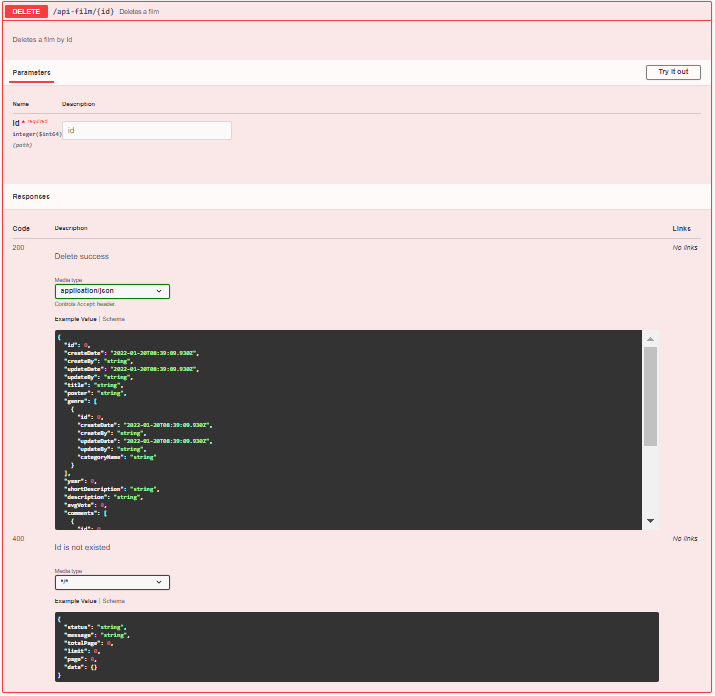 DELETE /api-film/{id} Deletes a film
Deletes a film by Id
Parameters
Try it out
Name Description
id * required
integer($int64)
(path)
id
Responses
Code Description Links
200
Delete success
No links
Media type
application/json
Controls Accept header.
Example Value | Schema
{
"id": 0,
"createDate": "2022-01-20T08:39:09.930Z",
"createBy": "string",
"updateDate": "2022-01-20T08:39:09.930Z",
"updateBy": "string",
"title": "string",
"poster": "string",
"genre": [
{
"id": 0,
"createDate": "2022-01-20T08:39:09.930Z",
"createBy": "string",
"updateDate": "2022-01-20T08:39:09.930Z",
"updateBy": "string",
"categoryName": "string"
}
],
"year": 0,
"shortDescription": "string",
"description": "string",
"avgVote": 0,
"comments": [
{
"id": 0
400
Id is not existed
No links
Media type
*/*
Example Value | Schema
{
"status": "string",
"message": "string",
"totalPage": 0,
"limit": 0,
"page": 0,
"data": {}
}